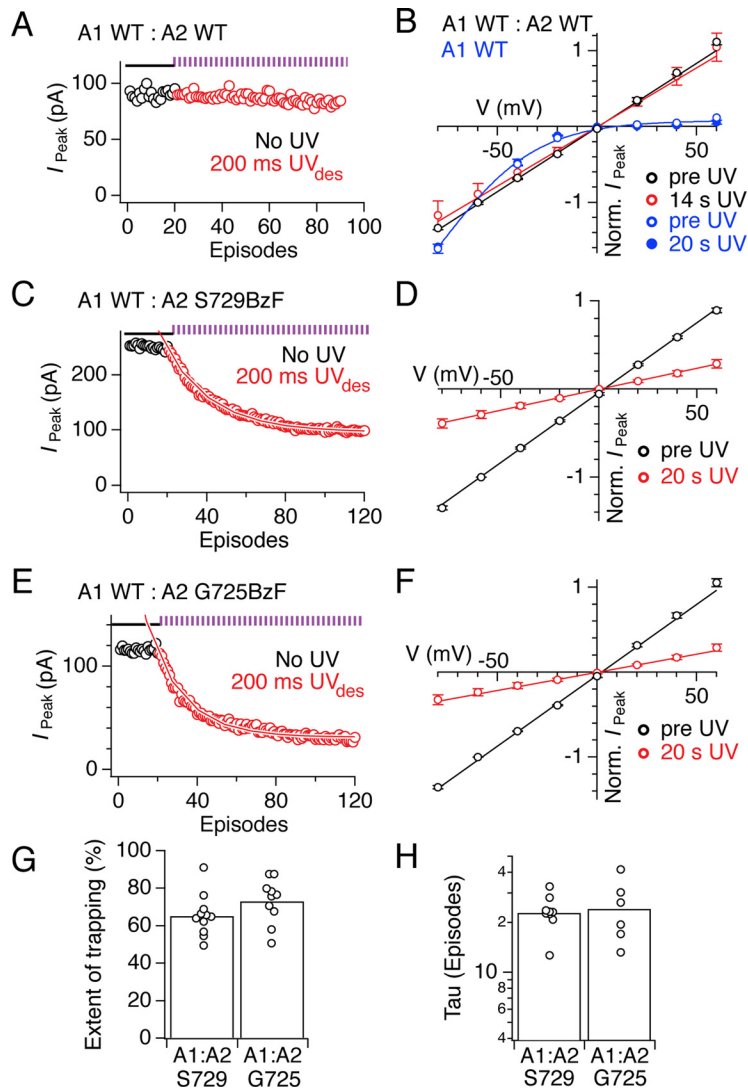 A
A1 WT : A2 WT
I Peak (pA)
100
50
0
No UV
200 ms UVdes
0 20 40 60 80 100
Episodes
B
A1 WT : A2 WT
A1 WT
1
V (mV)
-50
50
-1
Norm. I Peak
pre UV
14 s UV
pre UV
20 s UV
C
A1 WT : A2 S729BzF
I Peak (pA)
200
100
0
No UV
200 ms UVdes
0 40 80 120
Episodes
D
1
V (mV) -50
50
-1
Norm. I Peak
pre UV
20 s UV
E
A1 WT : A2 G725BzF
I Peak (pA)
100
0
No UV
200 ms UVdes
0 40 80 120
Episodes
F
1
V (mV)
-50
50
-1
Norm. I Peak
pre UV
20 s UV
G
Extent of trapping (%)
100
80
60
40
20
0
A1:A2 A1:A2
S729 G725
H
Tau (Episodes)
4
2
10
8
6
4
A1:A2 A1:A2
S729 G725